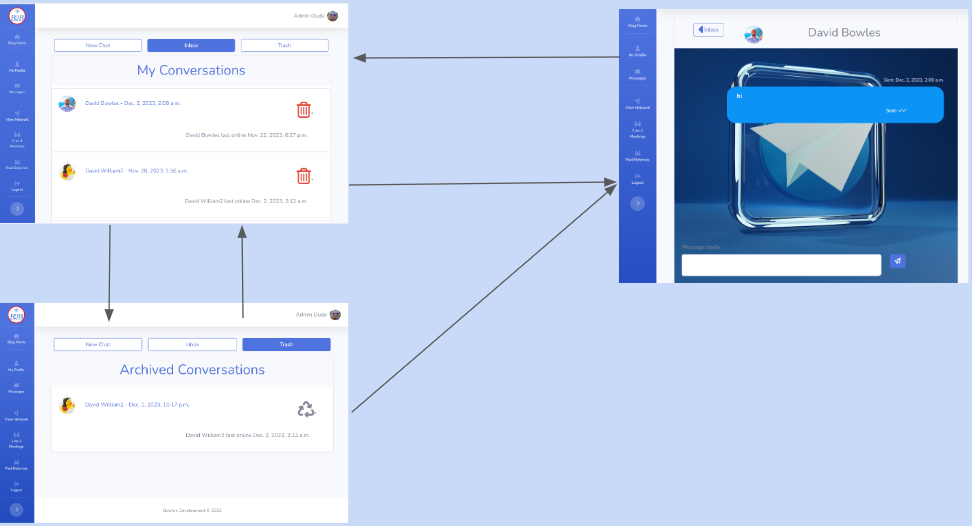 Admin Dude
Blog Home
My Profile
Messages
View Network
1-to-1
Meetings
Paid Referrals
Logout
New Chat
Inbox
Trash
My Conversations
David Bowles - Dec. 2, 2023, 2:08 a.m.
David Bowles last online Nov. 22, 2023, 6:27 p.m.
David William2 - Nov. 28, 2023, 1:56 a.m.
David William2 last online Dec. 2, 2023, 2:12 a.m.
Blog Home
My Profile
Messages
View Network
1-to-1
Meetings
Paid Referrals
Logout
Inbox
David Bowles
Sent: Dec. 2, 2023, 2:08 a.m.
hi
Sent
Message body:
Admin Dude
Blog Home
My Profile
Messages
View Network
1-to-1
Meetings
Paid Referrals
Logout
New Chat
Inbox
Trash
Archived Conversations
David William2 - Dec. 1, 2023, 10:17 p.m.
David William2 last online Dec. 2, 2023, 2:12 a.m.
Bowles Development © 2023